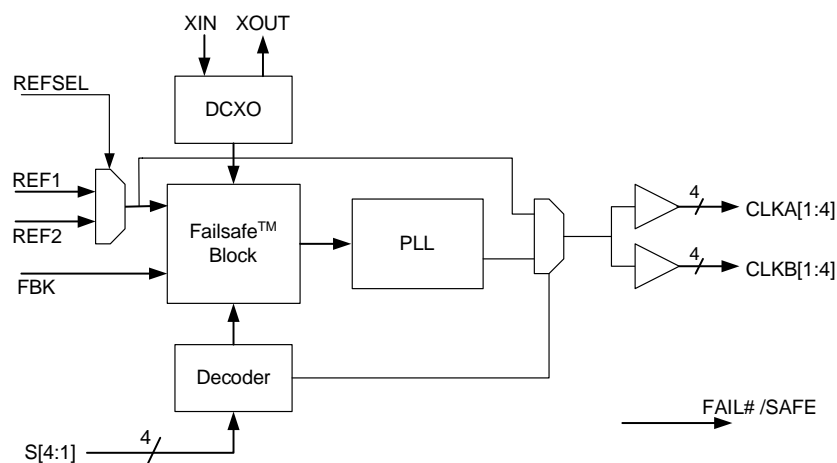 XIN
XOUT
REFSEL
DCXO
REF1
REF2
FBK
Failsafe™
Block
PLL
4
CLKA[1:4]
4
CLKB[1:4]
Decoder
4
S[4:1]
FAIL# /SAFE